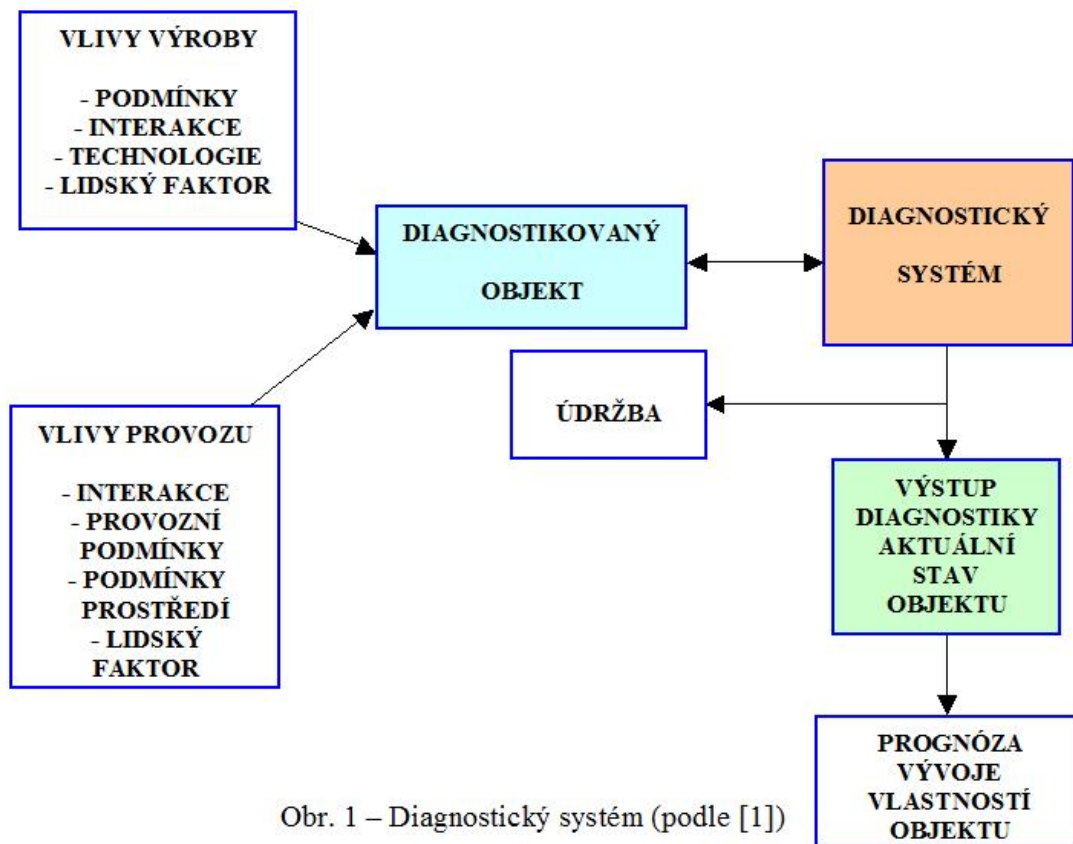 VLIVY VÝROBY
- PODMÍNKY
- INTERAKCE
- TECHNOLOGIE
- LIDSKÝ FAKTOR
DIAGNOSTIKOVANÝ
OBJEKT
DIAGNOSTICKÝ
SYSTÉM
ÚDRŽBA
VLIVY PROVOZU
- INTERAKCE
- PROVOZNÍ
PODMÍNKY
- PODMÍNKY
PROSTŘEDÍ
- LIDSKÝ
FAKTOR
VÝSTUP
DIAGNOSTIKY
AKTUÁLNÍ
STAV
OBJEKTU
PROGNÓZA
VÝVOJE
VLASTNOSTÍ
OBJEKTU
Obr. 1 – Diagnostický systém (podle [1])